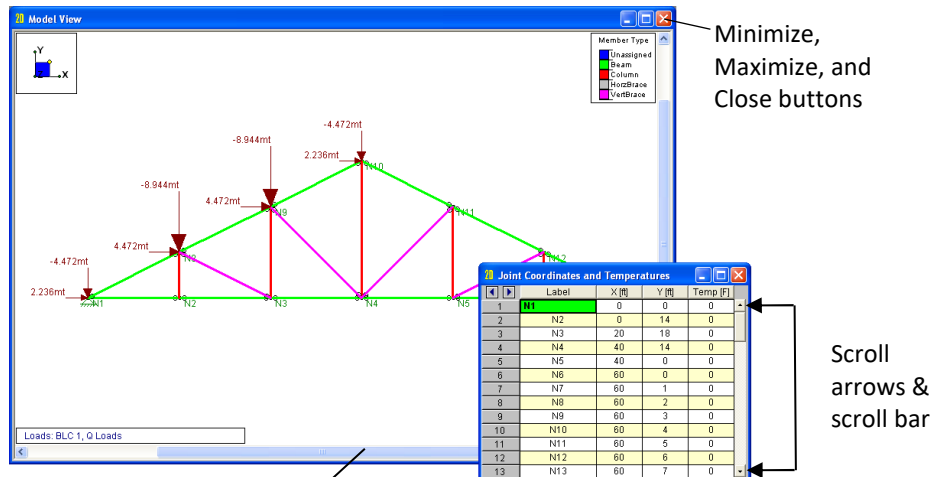 2D Model View
Y
X
Member Type
Unassigned
Beam
Column
HorzBrace
VertBrace
Minimize,
Maximize, and
Close buttons
-4.472mt
-8.944mt
2.236mt
N10
-8.944mt
4.472mt
N9
N11
4.472mt
-4.472mt
N12
2.236mt
N1
N2
N3
N4
N5
Loads: BLC 1, Q Loads
2D Joint Coordinates and Temperatures
Label X [ft] Y [ft] Temp [F]
1 N1 0 0 0
2 N2 0 14 0
3 N3 20 18 0
4 N4 40 14 0
5 N5 40 0 0
6 N6 60 0 0
7 N7 60 1 0
8 N8 60 2 0
9 N9 60 3 0
10 N10 60 4 0
11 N11 60 5 0
12 N12 60 6 0
13 N13 60 7 0
Scroll
arrows &
scroll bar